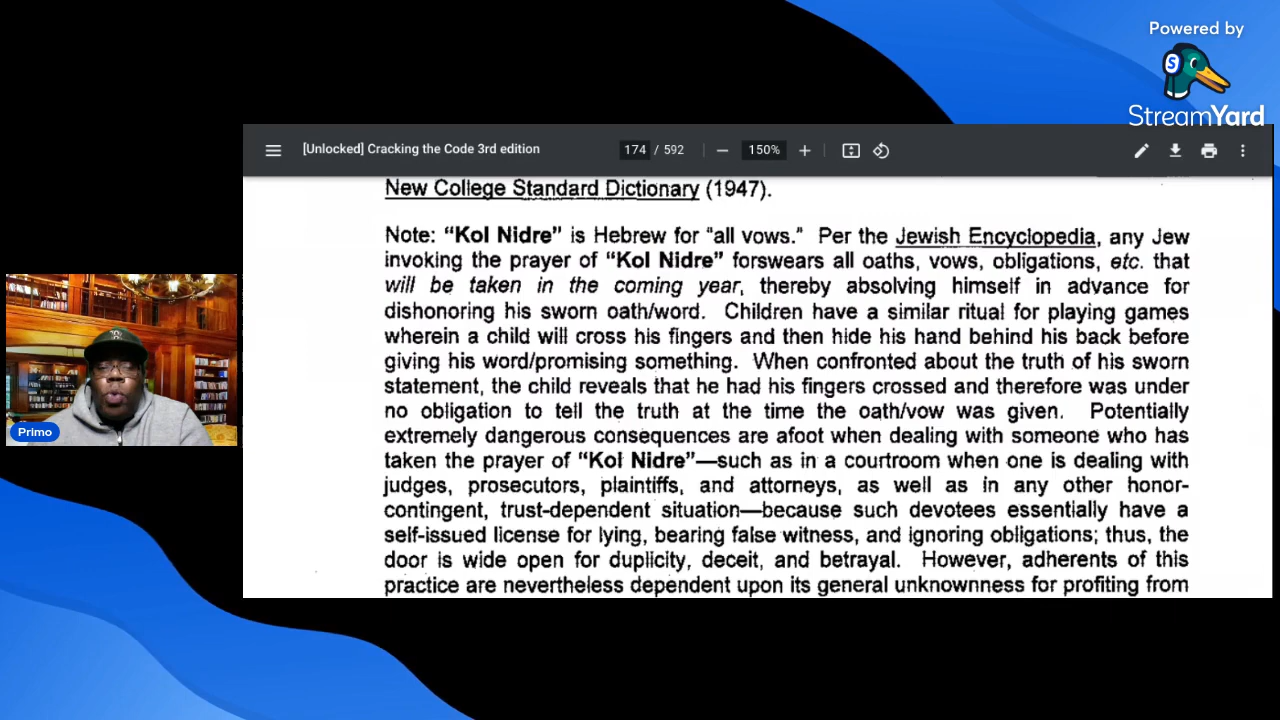 Powered by
S
StreamYard
[Unlocked] Cracking the Code 3rd edition
174 / 592
150%
New College Standard Dictionary (1947).
Note: “Kol Nidre” is Hebrew for “all vows.” Per the Jewish Encyclopedia, any Jew
invoking the prayer of “Kol Nidre” forswears all oaths, vows, obligations, etc. that
will be taken in the coming year, thereby absolving himself in advance for
dishonoring his sworn oath/word. Children have a similar ritual for playing games
wherein a child will cross his fingers and then hide his hand behind his back before
giving his word/promising something. When confronted about the truth of his sworn
statement, the child reveals that he had his fingers crossed and therefore was under
no obligation to tell the truth at the time the oath/vow was given. Potentially
extremely dangerous consequences are afoot when dealing with someone who has
taken the prayer of “Kol Nidre”—such as in a courtroom when one is dealing with
judges, prosecutors, plaintiffs, and attorneys, as well as in any other honor-
contingent, trust-dependent situation—because such devotees essentially have a
self-issued license for lying, bearing false witness, and ignoring obligations; thus, the
door is wide open for duplicity, deceit, and betrayal. However, adherents of this
practice are nevertheless dependent upon its general unknownness for profiting from
Primo